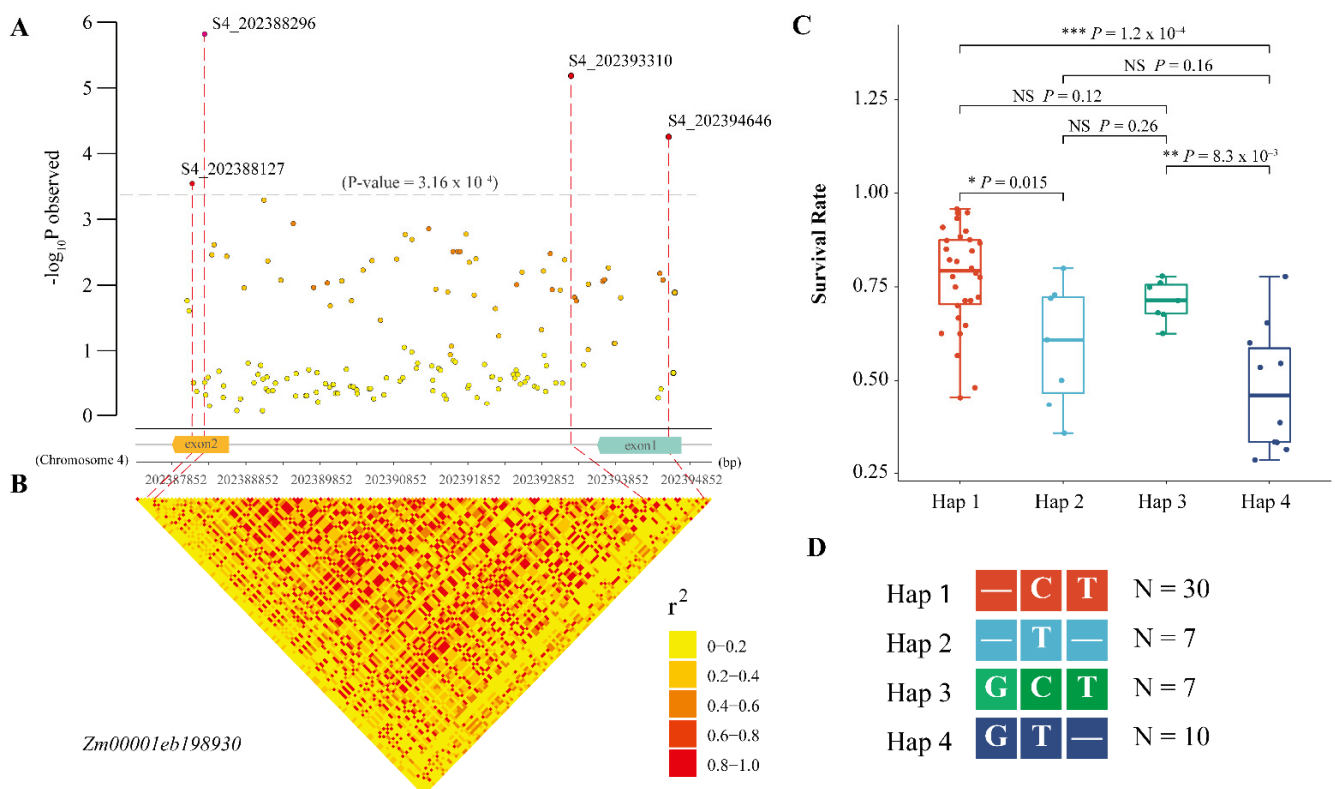 A
6
5
4
3
2
1
0
-log10P observed
S4_202388296
S4_202393310
S4_202394646
S4_202388127
(P-value = 3.16 x 10-4)
exon2
exon1
(Chromosome 4)
(bp)
202387852 202388852 202389852 202390852 202391852 202392852 202393852 202394852
B
r2
0−0.2
0.2−0.4
0.4−0.6
0.6−0.8
0.8−1.0
Zm00001eb198930
C
*** P = 1.2 x 10-4
NS P = 0.16
NS P = 0.12
NS P = 0.26
** P = 8.3 x 10-3
* P = 0.015
Survival Rate
1.25
1.00
0.75
0.50
0.25
Hap 1 Hap 2 Hap 3 Hap 4
D
Hap 1 — C T N = 30
Hap 2 — T — N = 7
Hap 3 G C T N = 7
Hap 4 G T — N = 10